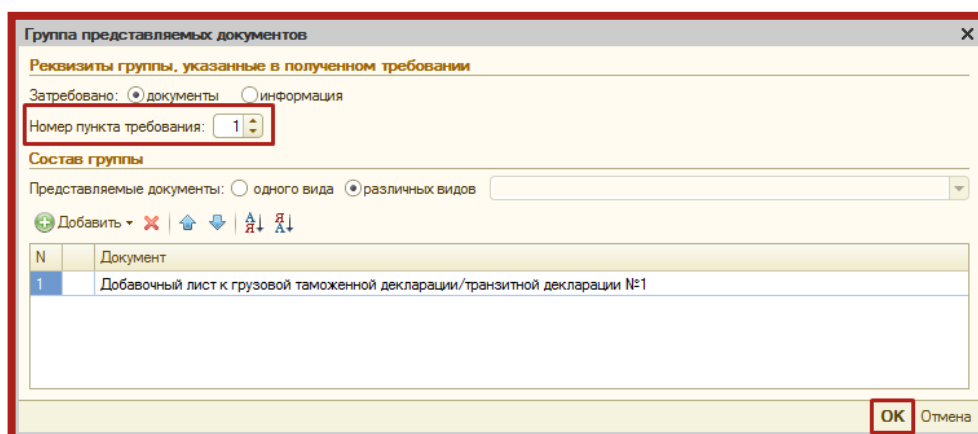 Группа представляемых документов
Реквизиты группы, указанные в полученном требовании
Затребовано: документы информация
Номер пункта требования: 1
Состав группы
Представляемые документы: одного вида различных видов
Добавить А Я Я А
N Документ
1 Добавочный лист к грузовой таможенной декларации/транзитной декларации №1
ОК Отмена